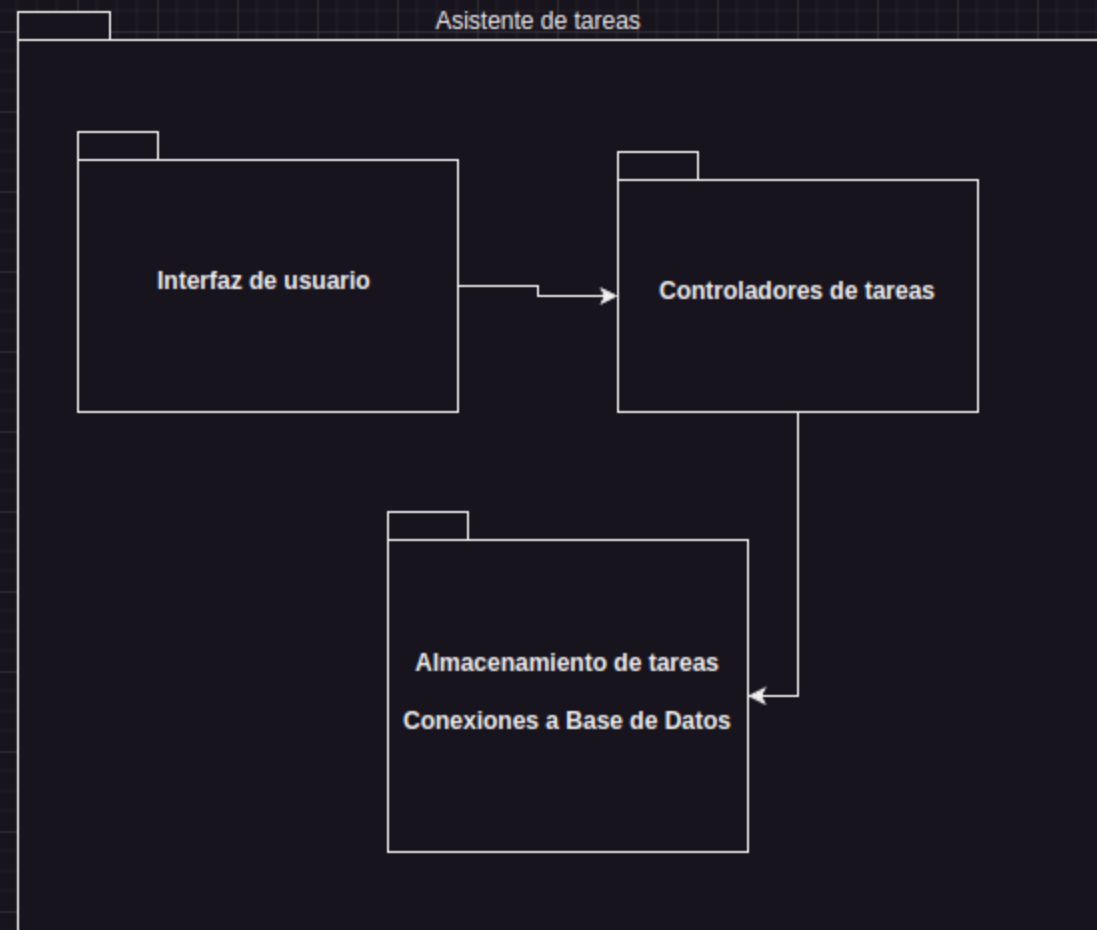 Asistente de tareas
Interfaz de usuario
Controladores de tareas
Almacenamiento de tareas
Conexiones a Base de Datos